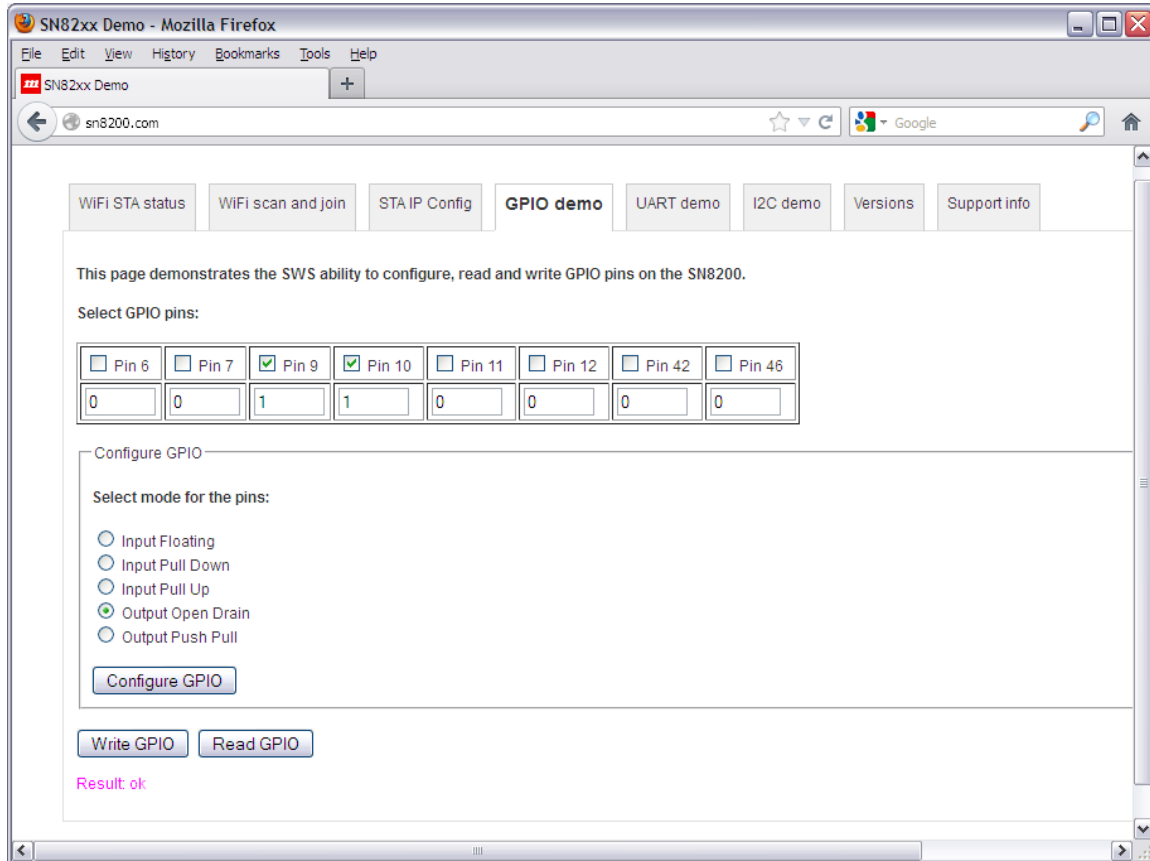 SN82xx Demo - Mozilla Firefox
File Edit View History Bookmarks Tools Help
m SN82xx Demo +
sn8200.com Google
WiFi STA status WiFi scan and join STA IP Config GPIO demo UART demo I2C demo Versions Support info
This page demonstrates the SWS ability to configure, read and write GPIO pins on the SN8200.
Select GPIO pins:
Pin 6 Pin 7 Pin 9 Pin 10 Pin 11 Pin 12 Pin 42 Pin 46
0 0 1 1 0 0 0 0
Configure GPIO
Select mode for the pins:
Input Floating
Input Pull Down
Input Pull Up
Output Open Drain
Output Push Pull
Configure GPIO
Write GPIO Read GPIO
Result: ok